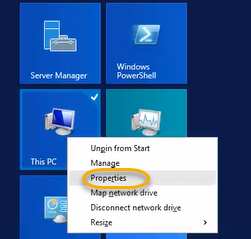 Server Manager
Windows
PowerShell
This PC
Unpin from Start
Manage
Properties
Map network drive
Disconnect network drive
Resize